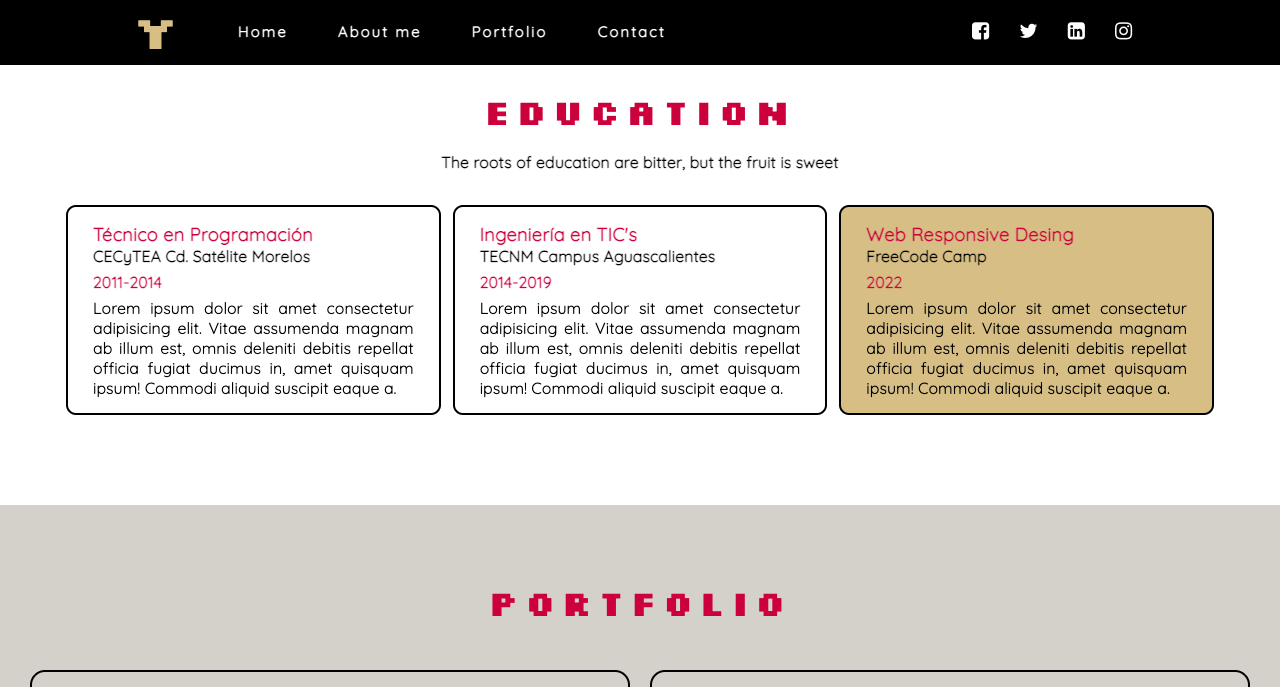 Home About me Portfolio Contact
EDUCATION
The roots of education are bitter, but the fruit is sweet
Técnico en Programación
CECyTEA Cd. Satélite Morelos
2011-2014
Lorem ipsum dolor sit amet consectetur
adipisicing elit. Vitae assumenda magnam
ab illum est, omnis deleniti debitis repellat
officia fugiat ducimus in, amet quisquam
ipsum! Commodi aliquid suscipit eaque a.
Ingeniería en TIC's
TECNM Campus Aguascalientes
2014-2019
Lorem ipsum dolor sit amet consectetur
adipisicing elit. Vitae assumenda magnam
ab illum est, omnis deleniti debitis repellat
officia fugiat ducimus in, amet quisquam
ipsum! Commodi aliquid suscipit eaque a.
Web Responsive Desing
FreeCode Camp
2022
Lorem ipsum dolor sit amet consectetur
adipisicing elit. Vitae assumenda magnam
ab illum est, omnis deleniti debitis repellat
officia fugiat ducimus in, amet quisquam
ipsum! Commodi aliquid suscipit eaque a.
PORTFOLIO